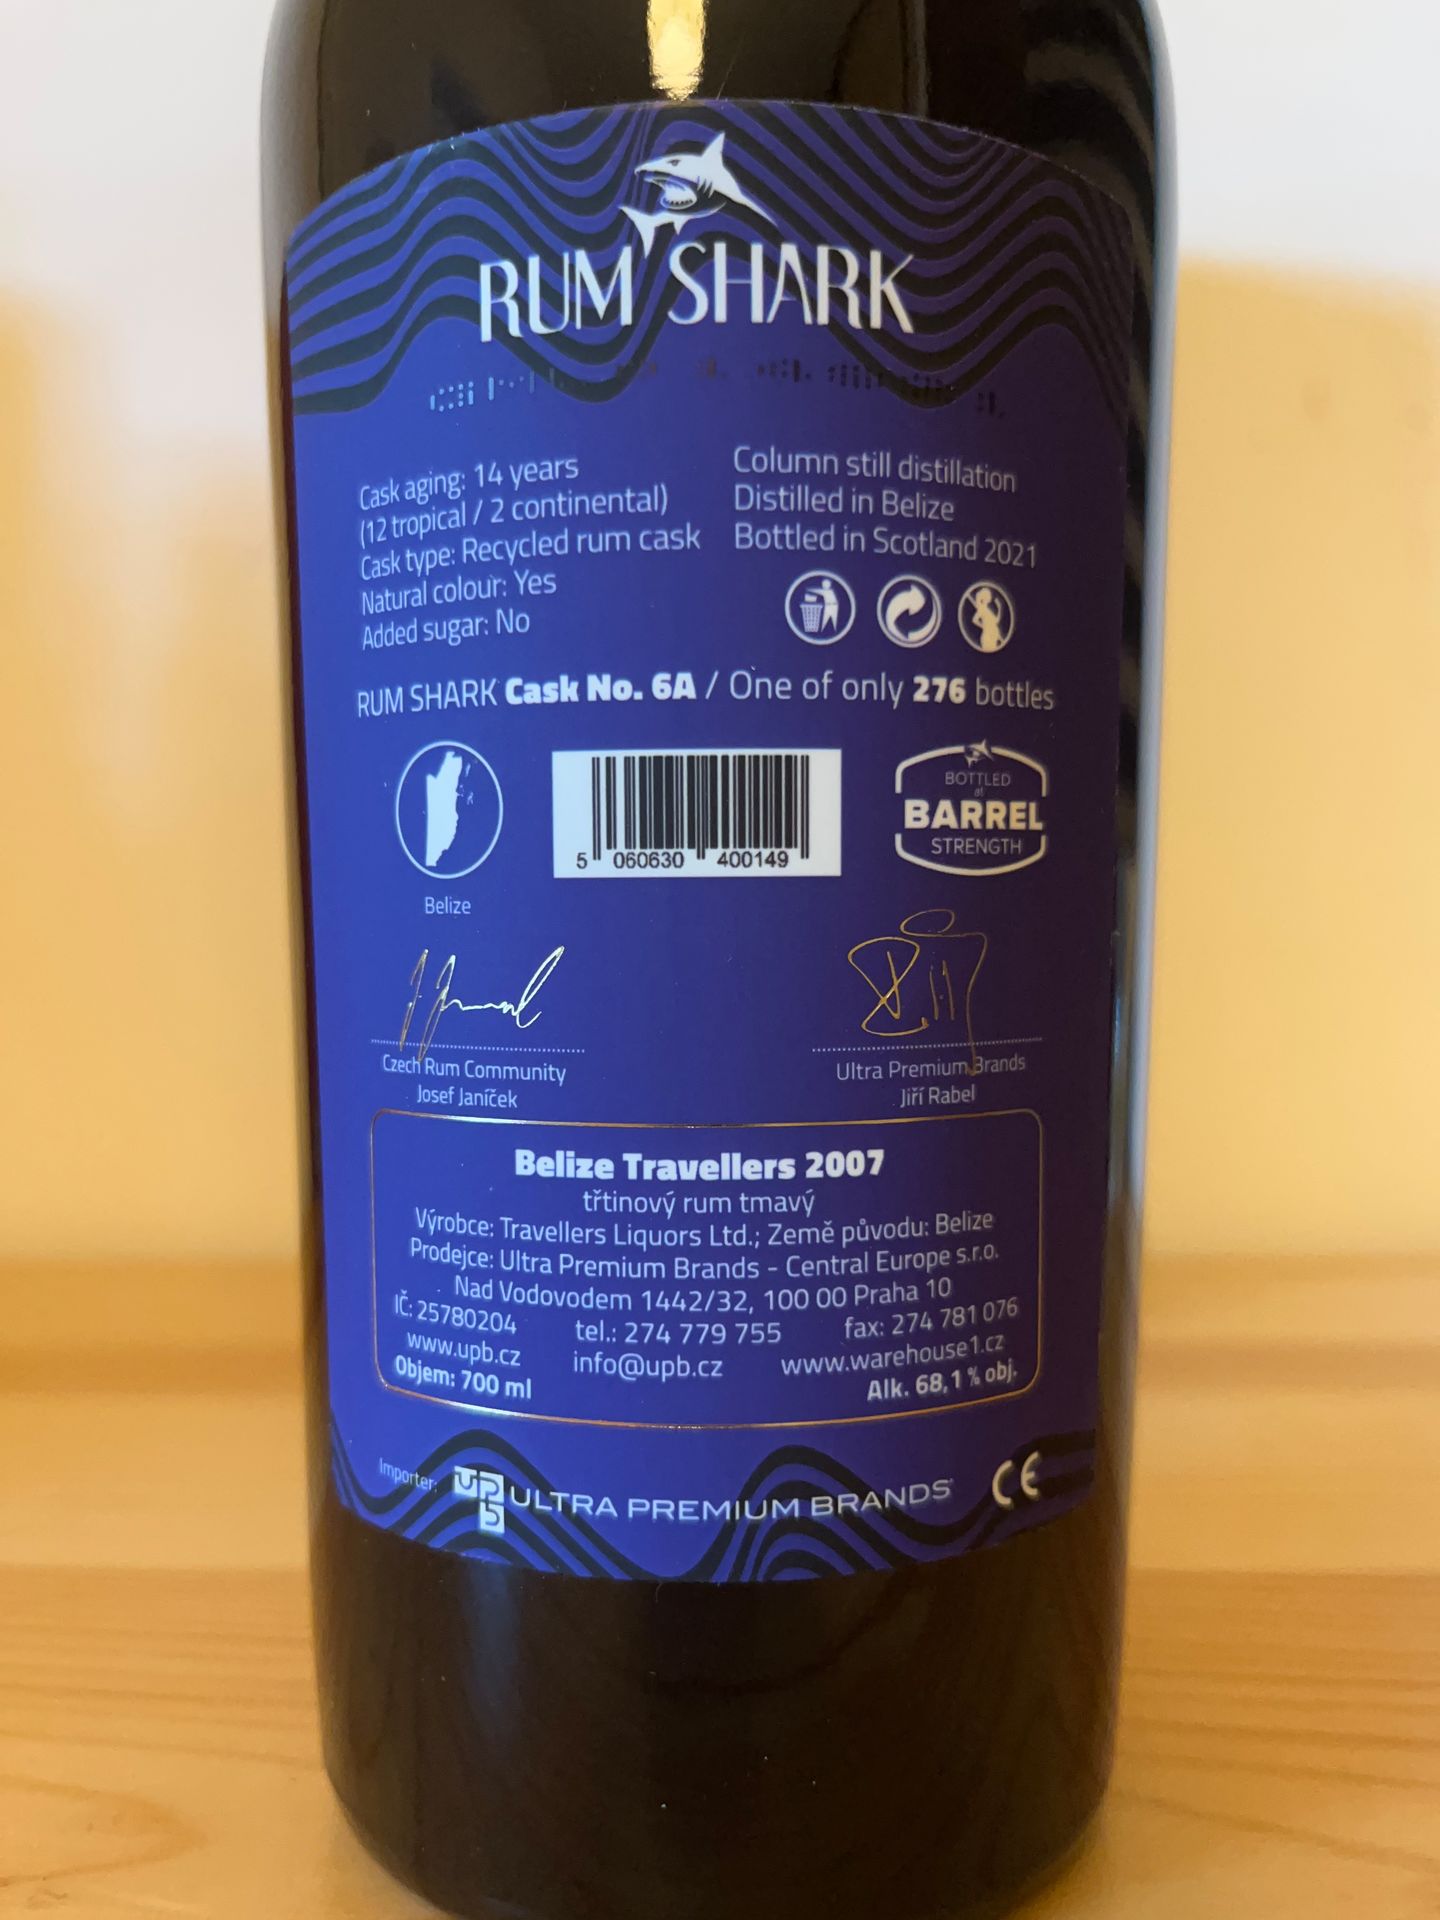 RUM SHARK
Cask aging: 14 years
(12 tropical / 2 continental)
Cask type: Recycled rum cask
Natural colour: Yes
Added sugar: No
Column still distillation
Distilled in Belize
Bottled in Scotland 2021
RUM SHARK Cask No. 6A / One of only 276 bottles
Belize
5 060630 400149
BOTTLED
at
BARREL
STRENGTH
Czech Rum Community
Josef Janíček
Ultra Premium Brands
Jiří Rabel
Belize Travellers 2007
třtinový rum tmavý
Výrobce: Travellers Liquors Ltd.; Země původu: Belize
Prodejce: Ultra Premium Brands - Central Europe s.r.o.
Nad Vodovodem 1442/32, 100 00 Praha 10
IČ: 25780204 tel.: 274 779 755 fax: 274 781 076
www.upb.cz info@upb.cz www.warehouse1.cz
Objem: 700 ml Alk. 68,1 % obj.
Importer: upb ULTRA PREMIUM BRANDS CE